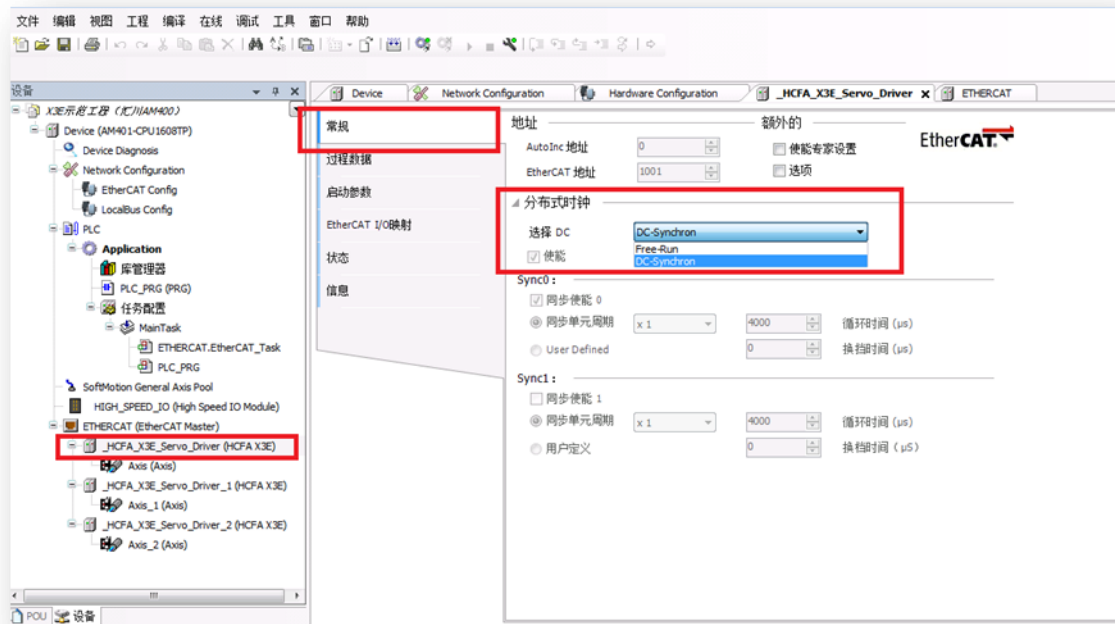 文件 编辑 视图 工程 编译 在线 调试 工具 窗口 帮助
设备
X3E示范工程（汇川AM400）
Device (AM401-CPU1608TP)
Device Diagnosis
Network Configuration
EtherCAT Config
LocalBus Config
PLC
Application
库管理器
PLC_PRG (PRG)
任务配置
MainTask
ETHERCAT.EtherCAT_Task
PLC_PRG
SoftMotion General Axis Pool
HIGH_SPEED_IO (High Speed IO Module)
ETHERCAT (EtherCAT Master)
_HCFA_X3E_Servo_Driver (HCFA X3E)
Axis (Axis)
_HCFA_X3E_Servo_Driver_1 (HCFA X3E)
Axis_1 (Axis)
_HCFA_X3E_Servo_Driver_2 (HCFA X3E)
Axis_2 (Axis)
POU 设备
Device Network Configuration Hardware Configuration _HCFA_X3E_Servo_Driver ETHERCAT
常规
过程数据
启动参数
EtherCAT I/O映射
状态
信息
地址 额外的
AutoInc 地址 0 使能专家设置
EtherCAT 地址 1001 选项
EtherCAT
分布式时钟
选择 DC DC-Synchron
Free-Run
使能 DC-Synchron
Sync0：
同步使能 0
同步单元周期 x 1 4000 循环时间 (µs)
User Defined 0 换挡时间 (µs)
Sync1：
同步使能 1
同步单元周期 x 1 4000 循环时间 (µs)
用户定义 0 换档时间（µS）